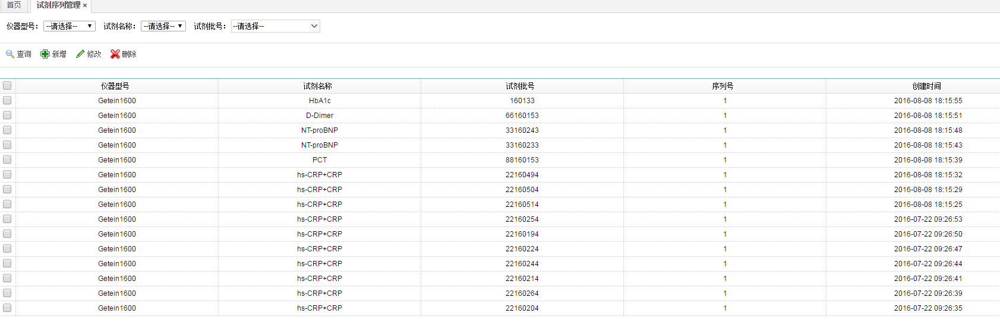 首页 试剂序列管理 ×
仪器型号： --请选择-- 试剂名称： --请选择-- 试剂批号： --请选择--
查询 新增 修改 删除
仪器型号 试剂名称 试剂批号 序列号 创建时间
Getein1600 HbA1c 160133 1 2016-08-08 18:15:55
Getein1600 D-Dimer 66160153 1 2016-08-08 18:15:51
Getein1600 NT-proBNP 33160243 1 2016-08-08 18:15:48
Getein1600 NT-proBNP 33160233 1 2016-08-08 18:15:43
Getein1600 PCT 88160153 1 2016-08-08 18:15:39
Getein1600 hs-CRP+CRP 22160494 1 2016-08-08 18:15:32
Getein1600 hs-CRP+CRP 22160504 1 2016-08-08 18:15:29
Getein1600 hs-CRP+CRP 22160514 1 2016-08-08 18:15:25
Getein1600 hs-CRP+CRP 22160254 1 2016-07-22 09:26:53
Getein1600 hs-CRP+CRP 22160194 1 2016-07-22 09:26:50
Getein1600 hs-CRP+CRP 22160224 1 2016-07-22 09:26:47
Getein1600 hs-CRP+CRP 22160244 1 2016-07-22 09:26:44
Getein1600 hs-CRP+CRP 22160214 1 2016-07-22 09:26:41
Getein1600 hs-CRP+CRP 22160264 1 2016-07-22 09:26:39
Getein1600 hs-CRP+CRP 22160204 1 2016-07-22 09:26:35